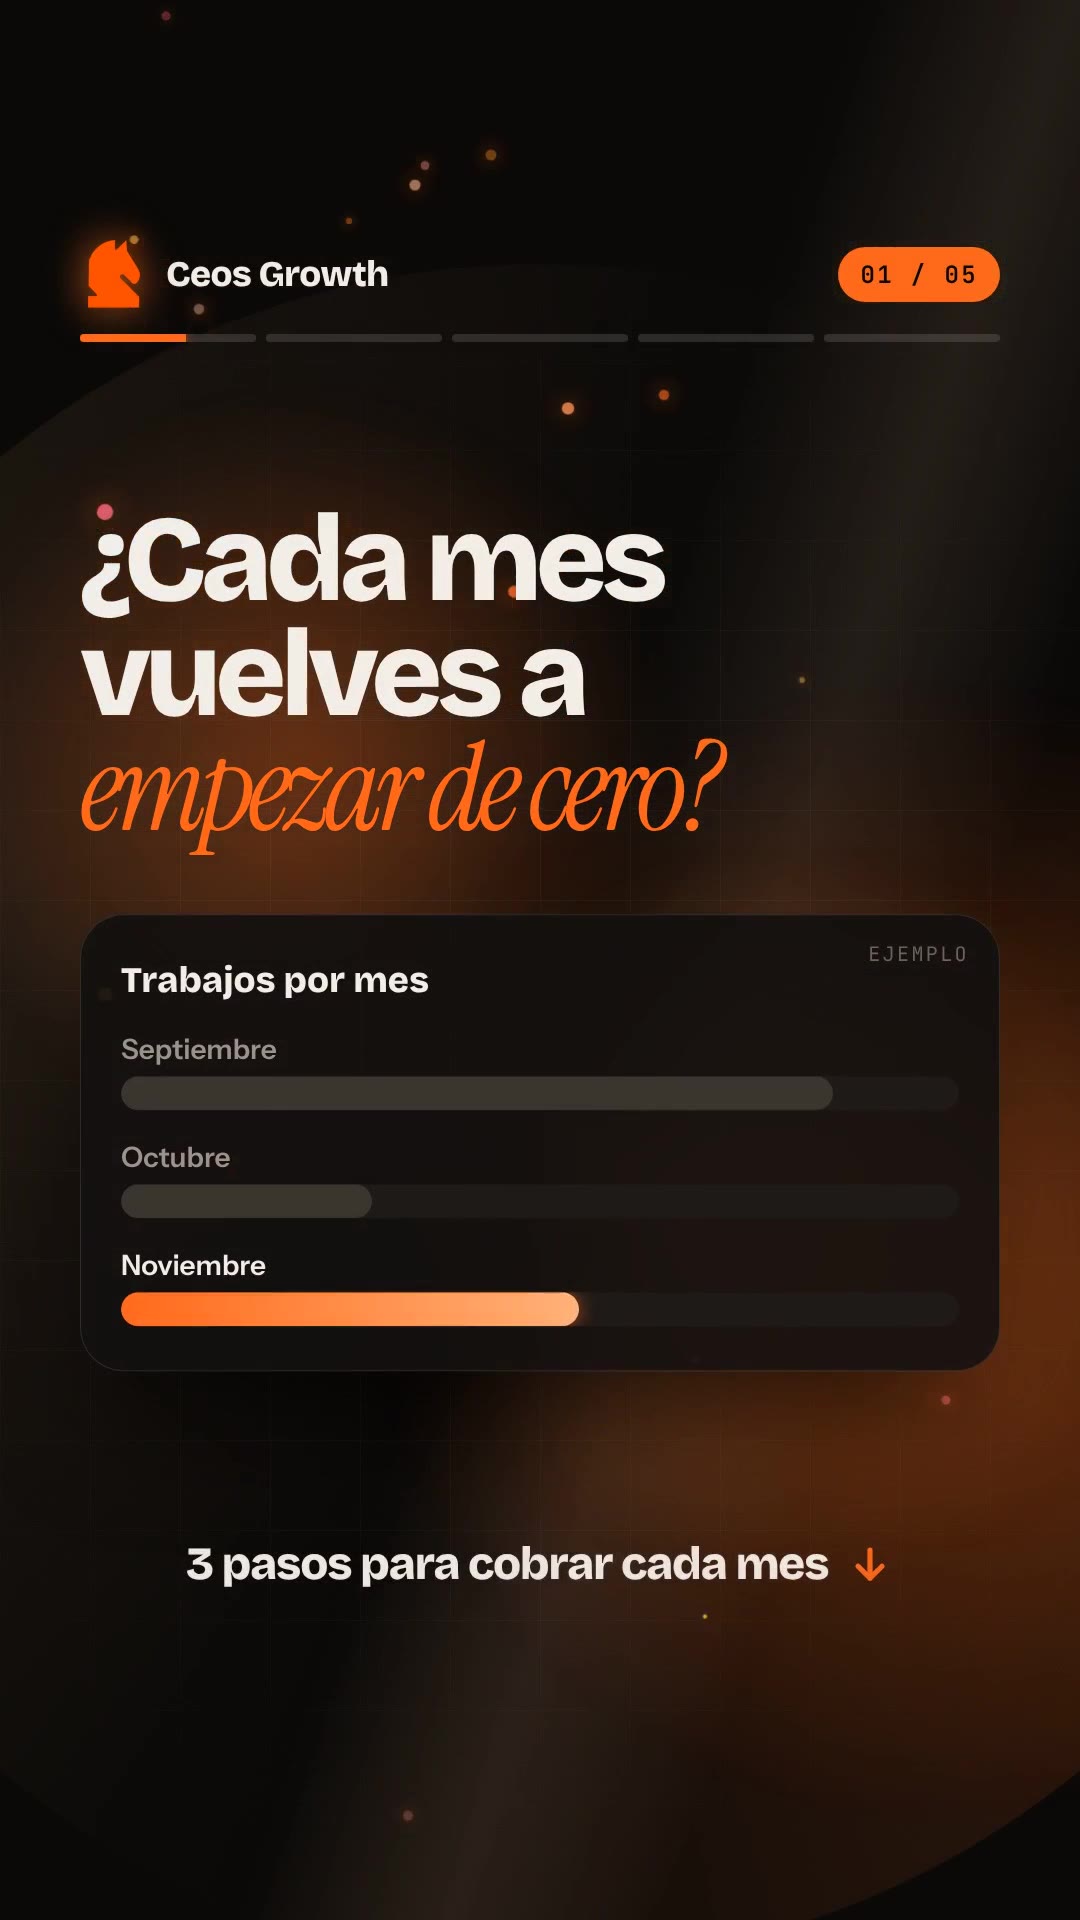 Ceos Growth
01 / 05
¿Cada mes
vuelves a
empezar de cero?
EJEMPLO
Trabajos por mes
Septiembre
Octubre
Noviembre
3 pasos para cobrar cada mes ↓